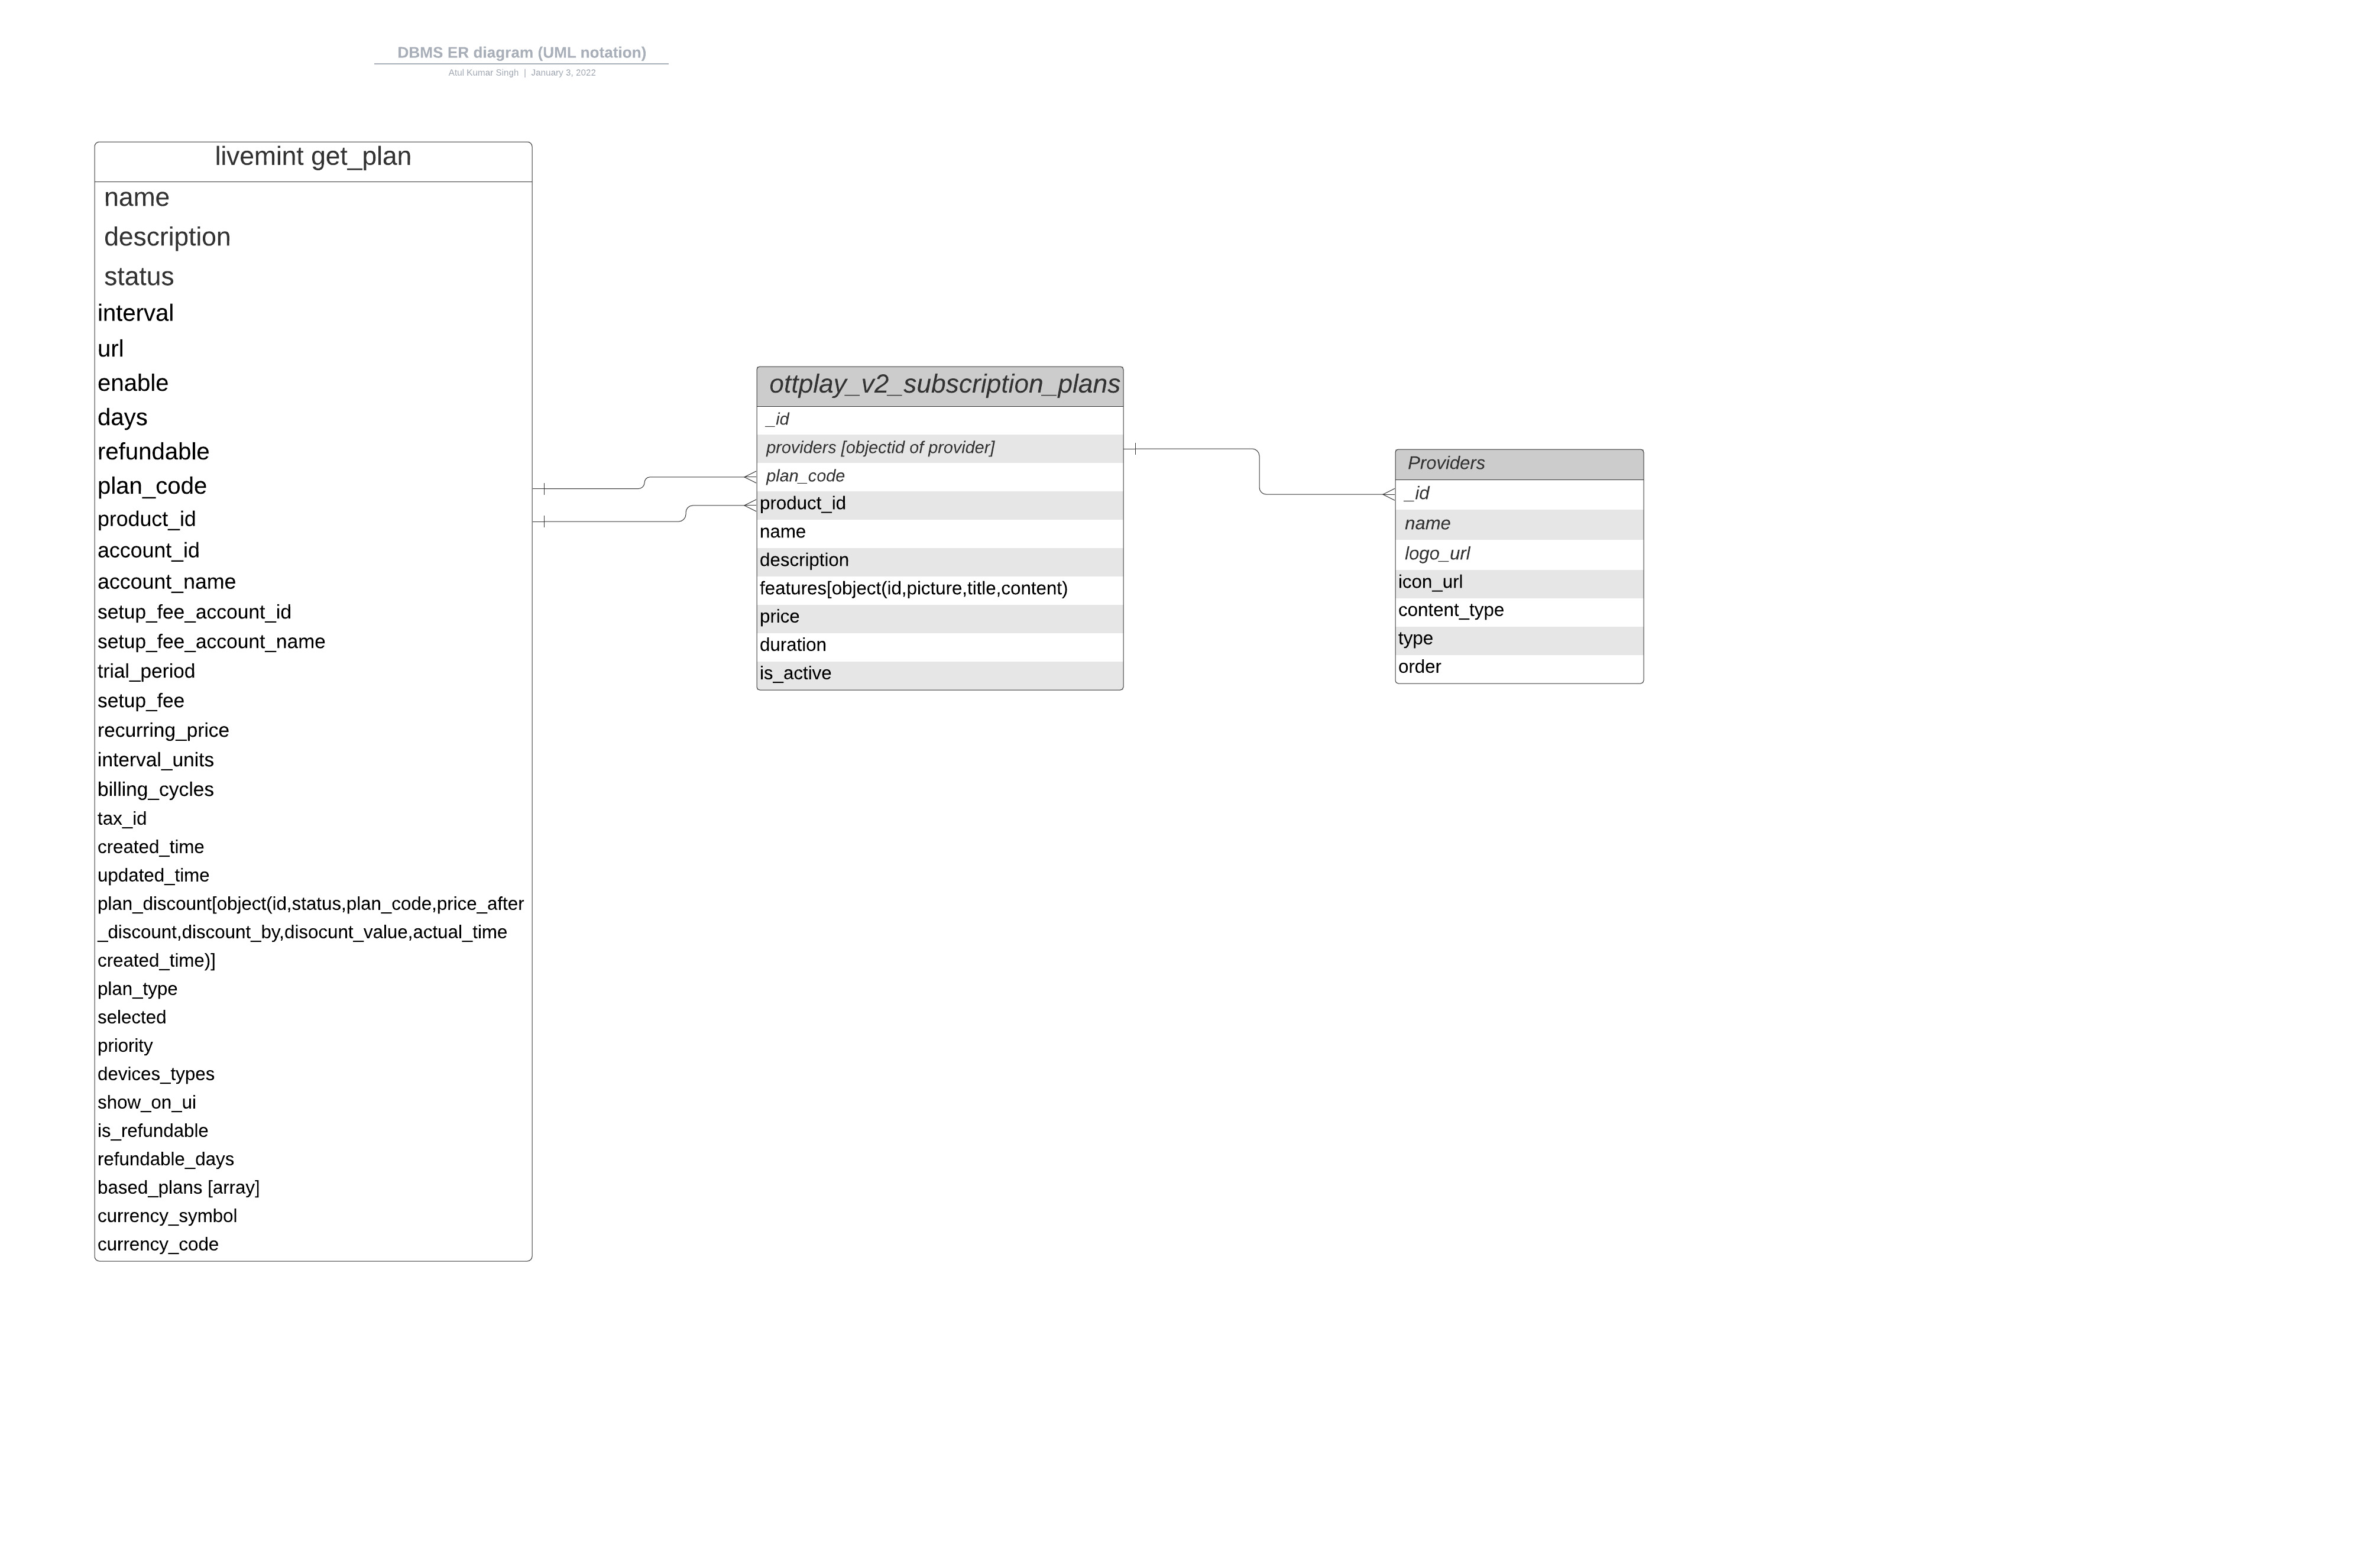 DBMS ER diagram (UML notation)
Atul Kumar Singh | January 3, 2022
livemint get_plan
name
description
status
interval
url
enable
days
refundable
plan_code
product_id
account_id
account_name
setup_fee_account_id
setup_fee_account_name
trial_period
setup_fee
recurring_price
interval_units
billing_cycles
tax_id
created_time
updated_time
plan_discount[object(id,status,plan_code,price_after
_discount,discount_by,disocunt_value,actual_time
created_time)]
plan_type
selected
priority
devices_types
show_on_ui
is_refundable
refundable_days
based_plans [array]
currency_symbol
currency_code
ottplay_v2_subscription_plans
_id
providers [objectid of provider]
plan_code
product_id
name
description
features[object(id,picture,title,content)
price
duration
is_active
Providers
_id
name
logo_url
icon_url
content_type
type
order